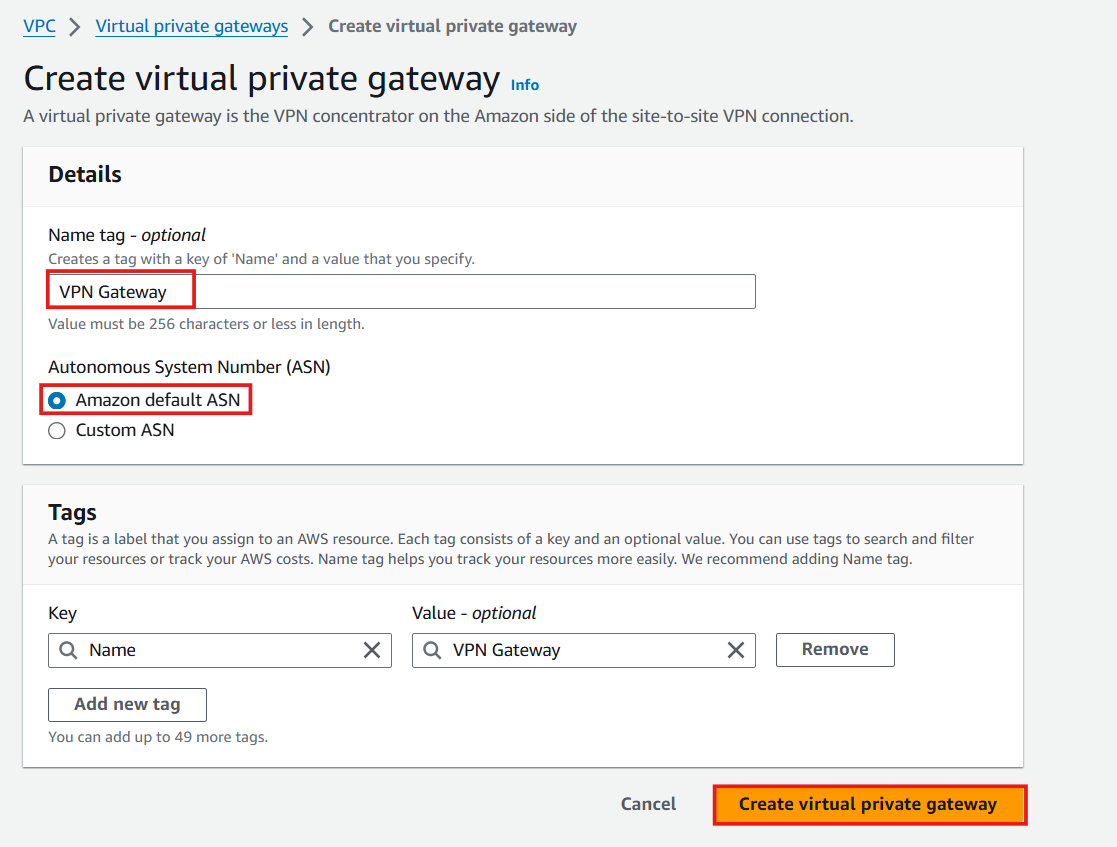 VPC > Virtual private gateways > Create virtual private gateway
Create virtual private gateway Info
A virtual private gateway is the VPN concentrator on the Amazon side of the site-to-site VPN connection.
Details
Name tag - optional
Creates a tag with a key of 'Name' and a value that you specify.
VPN Gateway
Value must be 256 characters or less in length.
Autonomous System Number (ASN)
Amazon default ASN
Custom ASN
Tags
A tag is a label that you assign to an AWS resource. Each tag consists of a key and an optional value. You can use tags to search and filter
your resources or track your AWS costs. Name tag helps you track your resources more easily. We recommend adding Name tag.
Key Value - optional
Name VPN Gateway Remove
Add new tag
You can add up to 49 more tags.
Cancel Create virtual private gateway